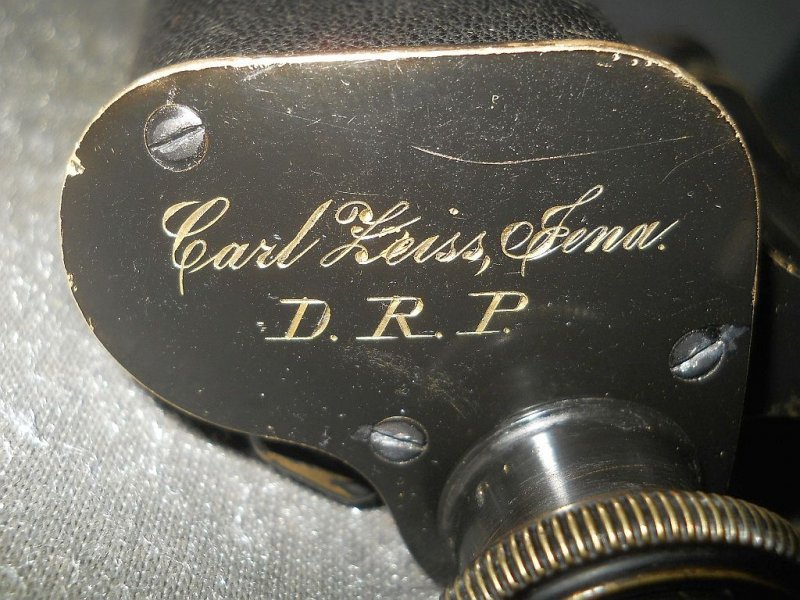 Carl Zeiss, Jena.
D. R. P.